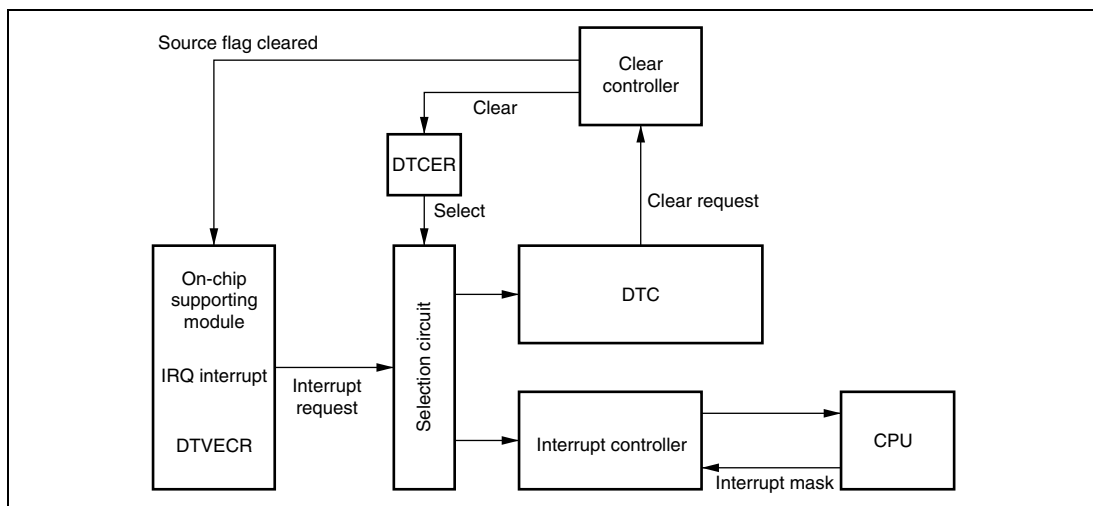 Source flag cleared
Clear
controller
Clear
DTCER
Clear request
Select
On-chip
supporting
module
DTC
Selection circuit
IRQ interrupt
Interrupt
request
DTVECR
Interrupt controller
CPU
Interrupt mask